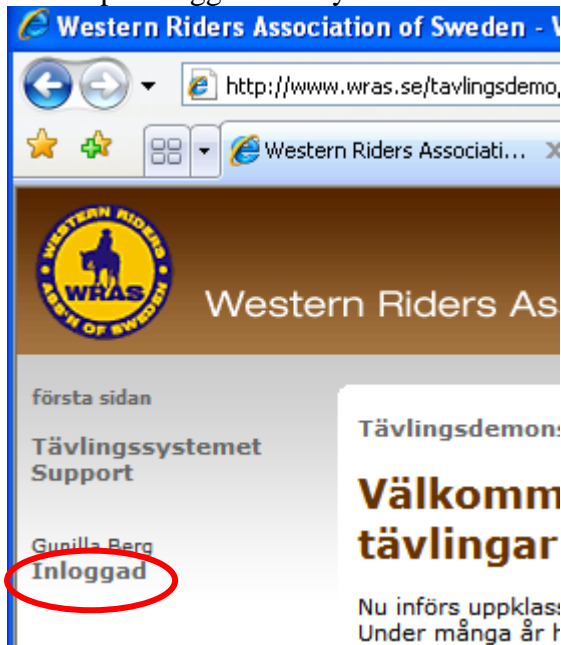 Western Riders Association of Sweden -
http://www.wras.se/tavlingsdemo,
Western Riders Associati...
WESTERN RIDERS
WRAS
ASS'N OF SWEDEN
Western Riders As
första sidan
Tävlingssystemet
Support
Gunilla Berg
Inloggad
Tävlingsdemons
Välkomm
tävlingar
Nu införs uppklass
Under många år h